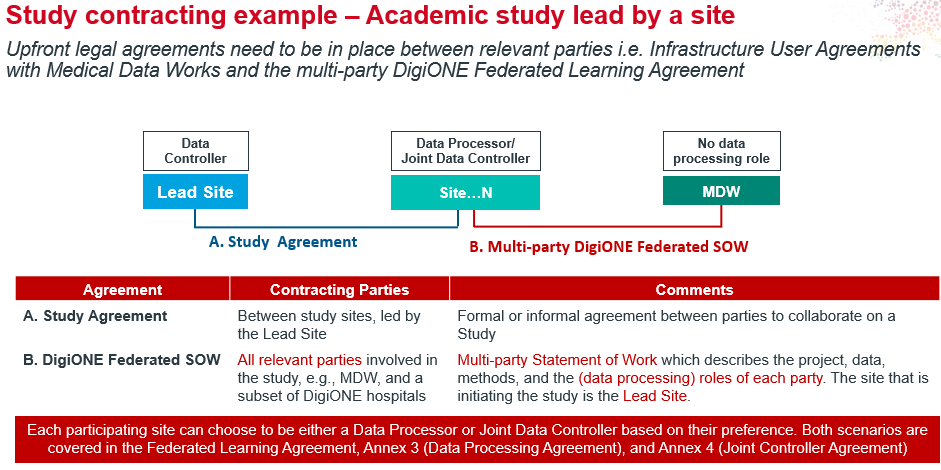 Study contracting example – Academic study lead by a site
Upfront legal agreements need to be in place between relevant parties i.e. Infrastructure User Agreements
with Medical Data Works and the multi-party DigiONE Federated Learning Agreement
Data
Controller
Data Processor/
Joint Data Controller
No data
processing role
Lead Site
Site...N
MDW
A. Study Agreement
B. Multi-party DigiONE Federated SOW
Agreement
Contracting Parties
Comments
A. Study Agreement
Between study sites, led by
the Lead Site
Formal or informal agreement between parties to collaborate on a
Study
B. DigiONE Federated SOW
All relevant parties involved in
the study, e.g., MDW, and a
subset of DigiONE hospitals
Multi-party Statement of Work which describes the project, data,
methods, and the (data processing) roles of each party. The site that is
initiating the study is the Lead Site.
Each participating site can choose to be either a Data Processor or Joint Data Controller based on their preference. Both scenarios are
covered in the Federated Learning Agreement, Annex 3 (Data Processing Agreement), and Annex 4 (Joint Controller Agreement)